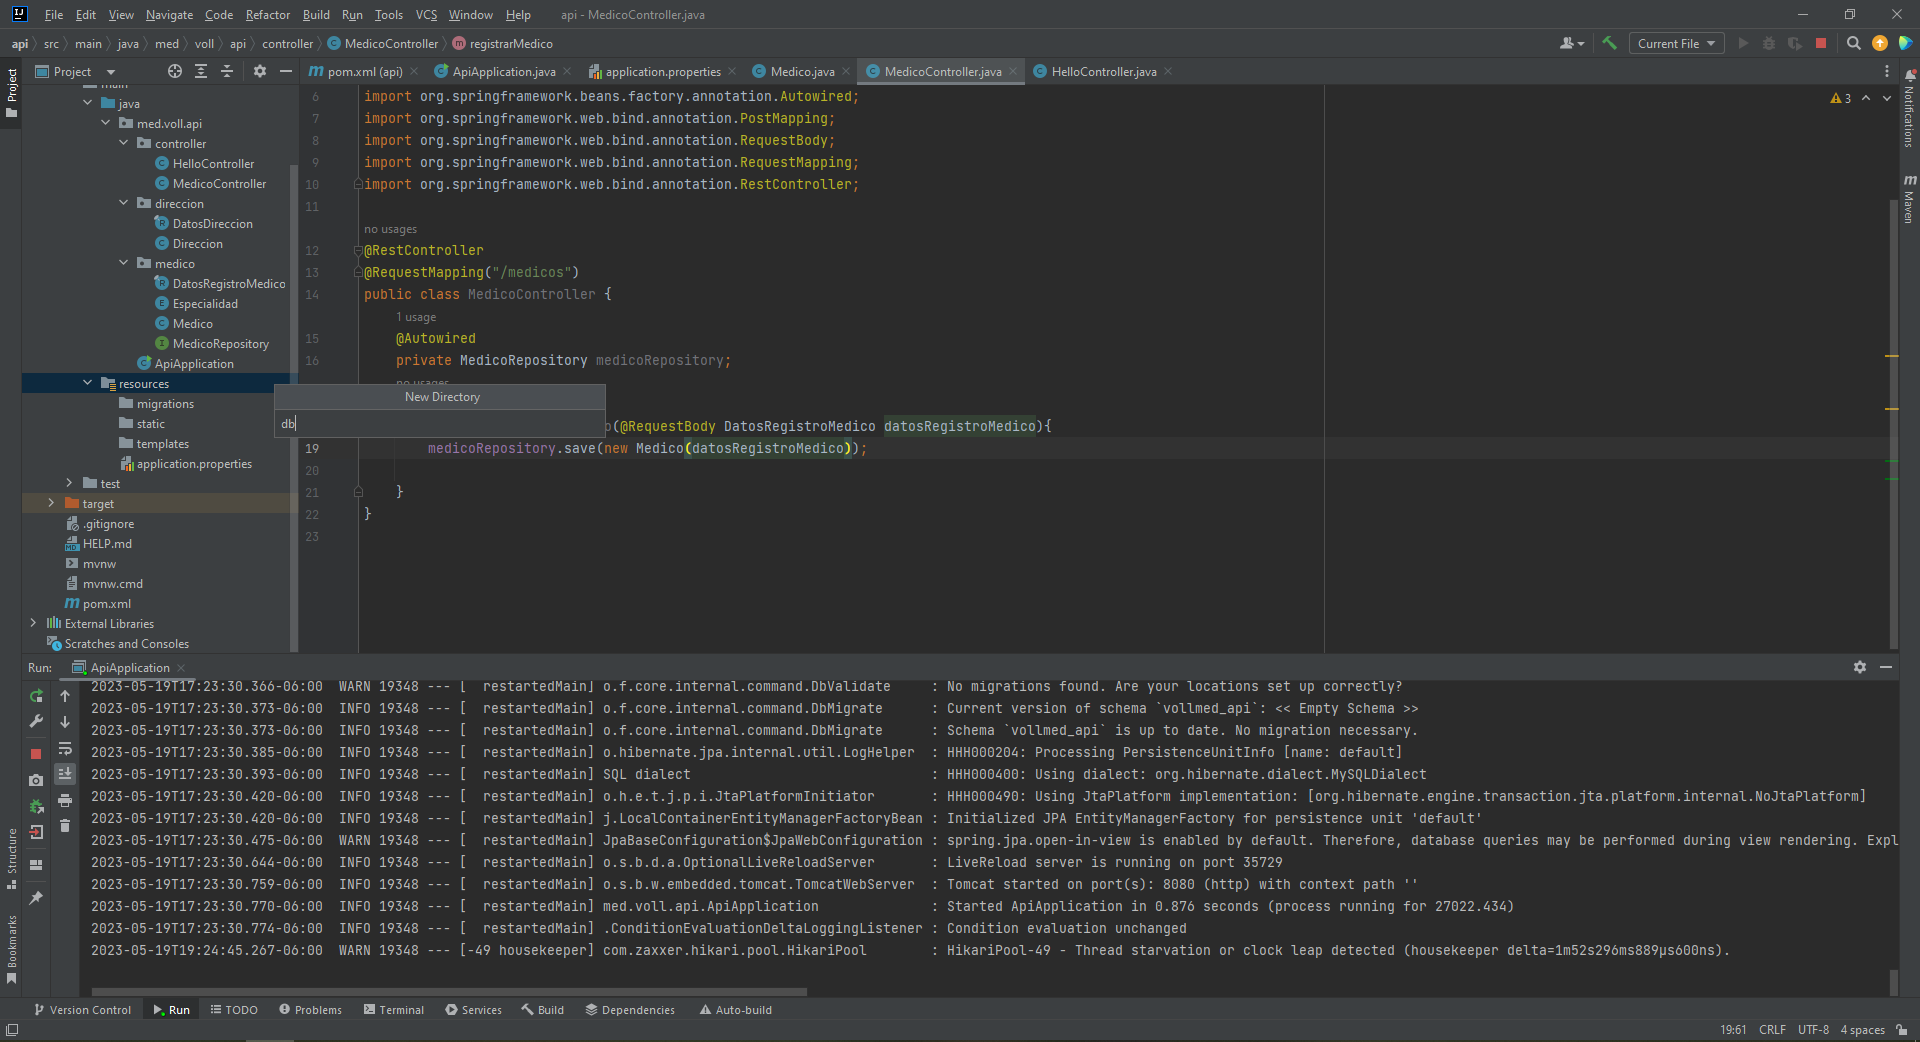 File Edit View Navigate Code Refactor Build Run Tools VCS Window Help api - MedicoController.java
api src main java med voll api controller MedicoController registrarMedico Current File
Project pom.xml (api) ApiApplication.java application.properties Medico.java MedicoController.java HelloController.java
Project
Notifications
Maven
main
java
med.voll.api
controller
HelloController
MedicoController
direccion
DatosDireccion
Direccion
medico
DatosRegistroMedico
Especialidad
Medico
MedicoRepository
ApiApplication
resources
migrations
static
templates
application.properties
test
target
.gitignore
HELP.md
mvnw
mvnw.cmd
pom.xml
External Libraries
Scratches and Consoles
3
6 import org.springframework.beans.factory.annotation.Autowired;
7 import org.springframework.web.bind.annotation.PostMapping;
8 import org.springframework.web.bind.annotation.RequestBody;
9 import org.springframework.web.bind.annotation.RequestMapping;
10 import org.springframework.web.bind.annotation.RestController;
11
no usages
12 @RestController
13 @RequestMapping("/medicos")
14 public class MedicoController {
1 usage
15 @Autowired
16 private MedicoRepository medicoRepository;
no usages
New Directory
db
o(@RequestBody DatosRegistroMedico datosRegistroMedico){
19 medicoRepository.save(new Medico(datosRegistroMedico));
20
21 }
22 }
23
Run: ApiApplication
2023-05-19T17:23:30.366-06:00 WARN 19348 --- [ restartedMain] o.f.core.internal.command.DbValidate : No migrations found. Are your locations set up correctly?
2023-05-19T17:23:30.373-06:00 INFO 19348 --- [ restartedMain] o.f.core.internal.command.DbMigrate : Current version of schema `vollmed_api`: << Empty Schema >>
2023-05-19T17:23:30.373-06:00 INFO 19348 --- [ restartedMain] o.f.core.internal.command.DbMigrate : Schema `vollmed_api` is up to date. No migration necessary.
2023-05-19T17:23:30.385-06:00 INFO 19348 --- [ restartedMain] o.hibernate.jpa.internal.util.LogHelper : HHH000204: Processing PersistenceUnitInfo [name: default]
2023-05-19T17:23:30.393-06:00 INFO 19348 --- [ restartedMain] SQL dialect : HHH000400: Using dialect: org.hibernate.dialect.MySQLDialect
2023-05-19T17:23:30.420-06:00 INFO 19348 --- [ restartedMain] o.h.e.t.j.p.i.JtaPlatformInitiator : HHH000490: Using JtaPlatform implementation: [org.hibernate.engine.transaction.jta.platform.internal.NoJtaPlatform]
2023-05-19T17:23:30.420-06:00 INFO 19348 --- [ restartedMain] j.LocalContainerEntityManagerFactoryBean : Initialized JPA EntityManagerFactory for persistence unit 'default'
2023-05-19T17:23:30.475-06:00 WARN 19348 --- [ restartedMain] JpaBaseConfiguration$JpaWebConfiguration : spring.jpa.open-in-view is enabled by default. Therefore, database queries may be performed during view rendering. Expl
2023-05-19T17:23:30.644-06:00 INFO 19348 --- [ restartedMain] o.s.b.d.a.OptionalLiveReloadServer : LiveReload server is running on port 35729
2023-05-19T17:23:30.759-06:00 INFO 19348 --- [ restartedMain] o.s.b.w.embedded.tomcat.TomcatWebServer : Tomcat started on port(s): 8080 (http) with context path ''
2023-05-19T17:23:30.770-06:00 INFO 19348 --- [ restartedMain] med.voll.api.ApiApplication : Started ApiApplication in 0.876 seconds (process running for 27022.434)
2023-05-19T17:23:30.774-06:00 INFO 19348 --- [ restartedMain] .ConditionEvaluationDeltaLoggingListener : Condition evaluation unchanged
2023-05-19T19:24:45.267-06:00 WARN 19348 --- [-49 housekeeper] com.zaxxer.hikari.pool.HikariPool : HikariPool-49 - Thread starvation or clock leap detected (housekeeper delta=1m52s296ms889µs600ns).
Structure
Bookmarks
Version Control Run TODO Problems Terminal Services Build Dependencies Auto-build
19:61 CRLF UTF-8 4 spaces